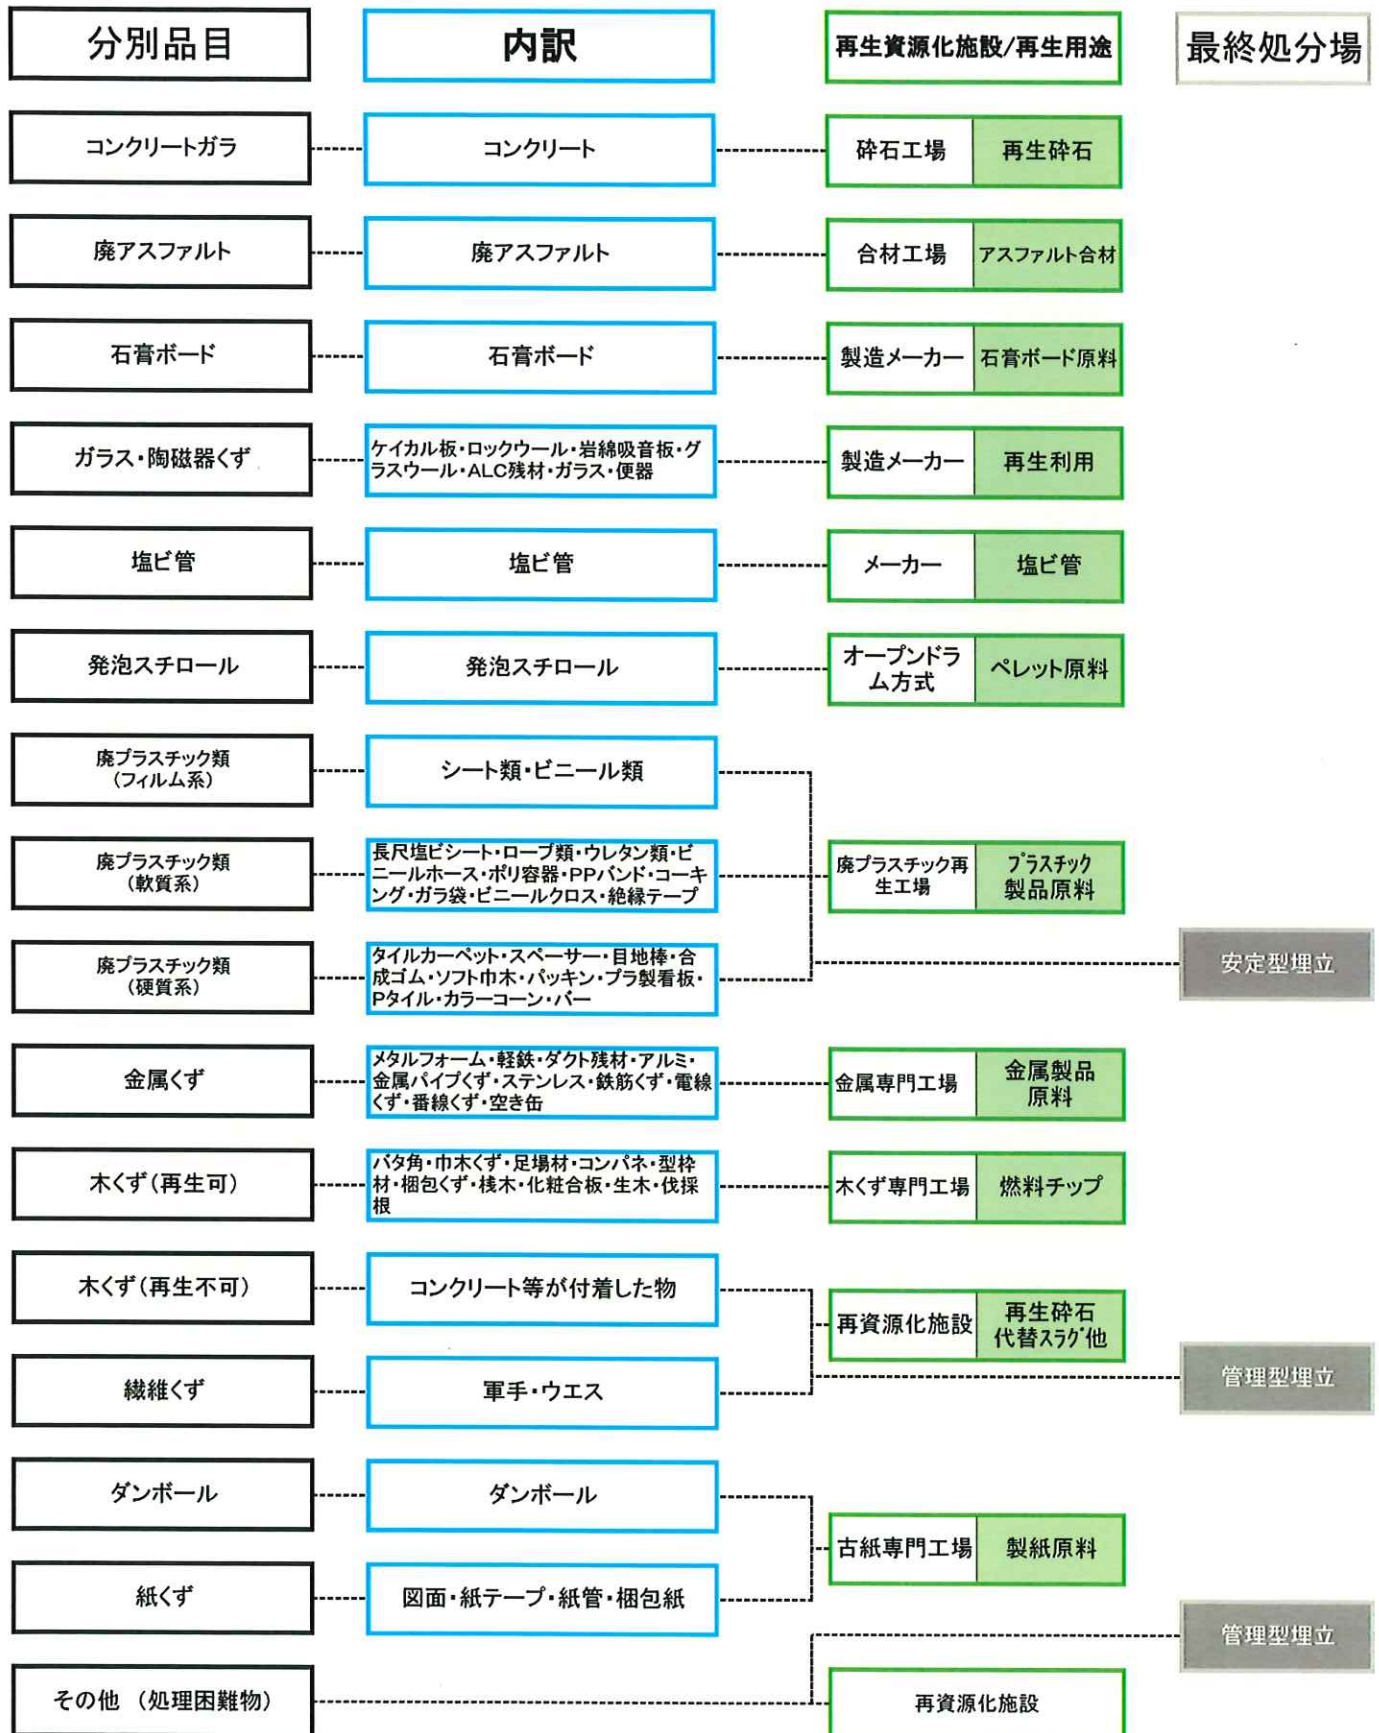 分別品目
内訳
再生資源化施設/再生用途
最終処分場
コンクリートガラ
コンクリート
砕石工場
再生砕石
廃アスファルト
廃アスファルト
合材工場
アスファルト合材
石膏ボード
石膏ボード
製造メーカー
石膏ボード原料
ガラス・陶磁器くず
ケイカル板・ロックウール・岩綿吸音板・グ
ラスウール・ALC残材・ガラス・便器
製造メーカー
再生利用
塩ビ管
塩ビ管
メーカー
塩ビ管
発泡スチロール
発泡スチロール
オープンドラ
ム方式
ペレット原料
廃プラスチック類
(フィルム系)
シート類・ビニール類
廃プラスチック類
(軟質系)
長尺塩ビシート・ロープ類・ウレタン類・ビ
ニールホース・ポリ容器・PPバンド・コーキ
ング・ガラ袋・ビニールクロス・絶縁テープ
廃プラスチック再
生工場
プラスチック
製品原料
廃プラスチック類
(硬質系)
タイルカーペット・スペーサー・目地棒・合
成ゴム・ソフト巾木・パッキン・プラ製看板・
Pタイル・カラーコーン・バー
安定型埋立
金属くず
メタルフォーム・軽鉄・ダクト残材・アルミ・
金属パイプくず・ステンレス・鉄筋くず・電線
くず・番線くず・空き缶
金属専門工場
金属製品
原料
木くず(再生可)
バタ角・巾木くず・足場材・コンパネ・型枠
材・梱包くず・桟木・化粧合板・生木・伐採
根
木くず専門工場
燃料チップ
木くず(再生不可)
コンクリート等が付着した物
再資源化施設
再生砕石
代替スラグ他
繊維くず
軍手・ウエス
管理型埋立
ダンボール
ダンボール
古紙専門工場
製紙原料
紙くず
図面・紙テープ・紙管・梱包紙
管理型埋立
その他 (処理困難物)
再資源化施設